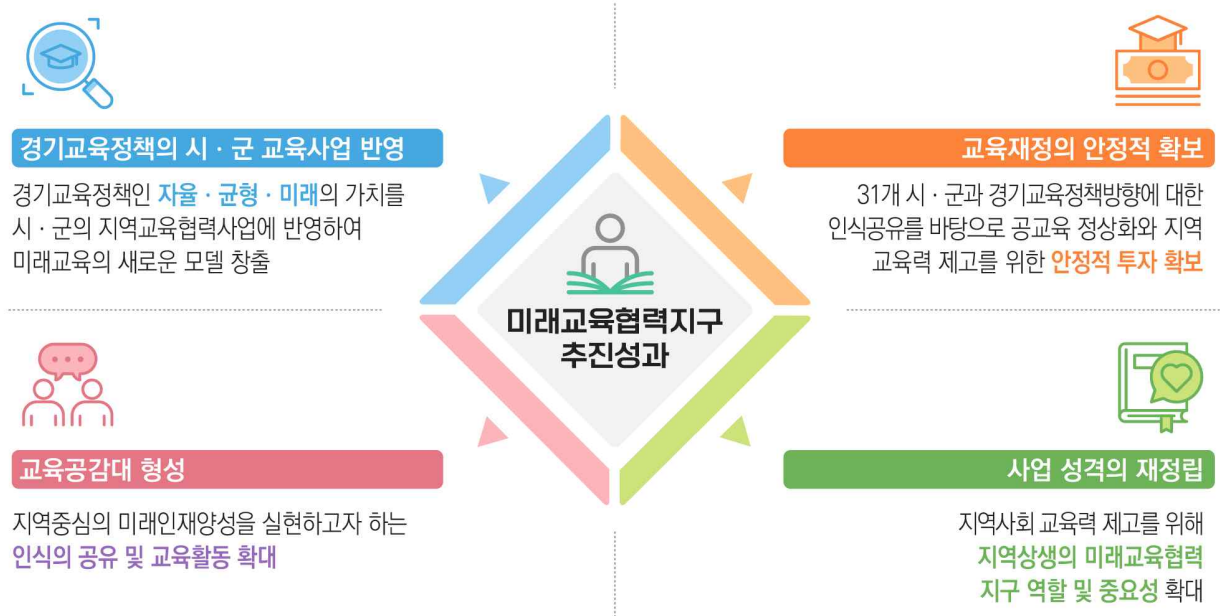 경기교육정책의 시 · 군 교육사업 반영
경기교육정책인 자율 · 균형 · 미래의 가치를
시 · 군의 지역교육협력사업에 반영하여
미래교육의 새로운 모델 창출
교육재정의 안정적 확보
31개 시 · 군과 경기교육정책방향에 대한
인식공유를 바탕으로 공교육 정상화와 지역
교육력 제고를 위한 안정적 투자 확보
미래교육협력지구
추진성과
교육공감대 형성
지역중심의 미래인재양성을 실현하고자 하는
인식의 공유 및 교육활동 확대
사업 성격의 재정립
지역사회 교육력 제고를 위해
지역상생의 미래교육협력
지구 역할 및 중요성 확대